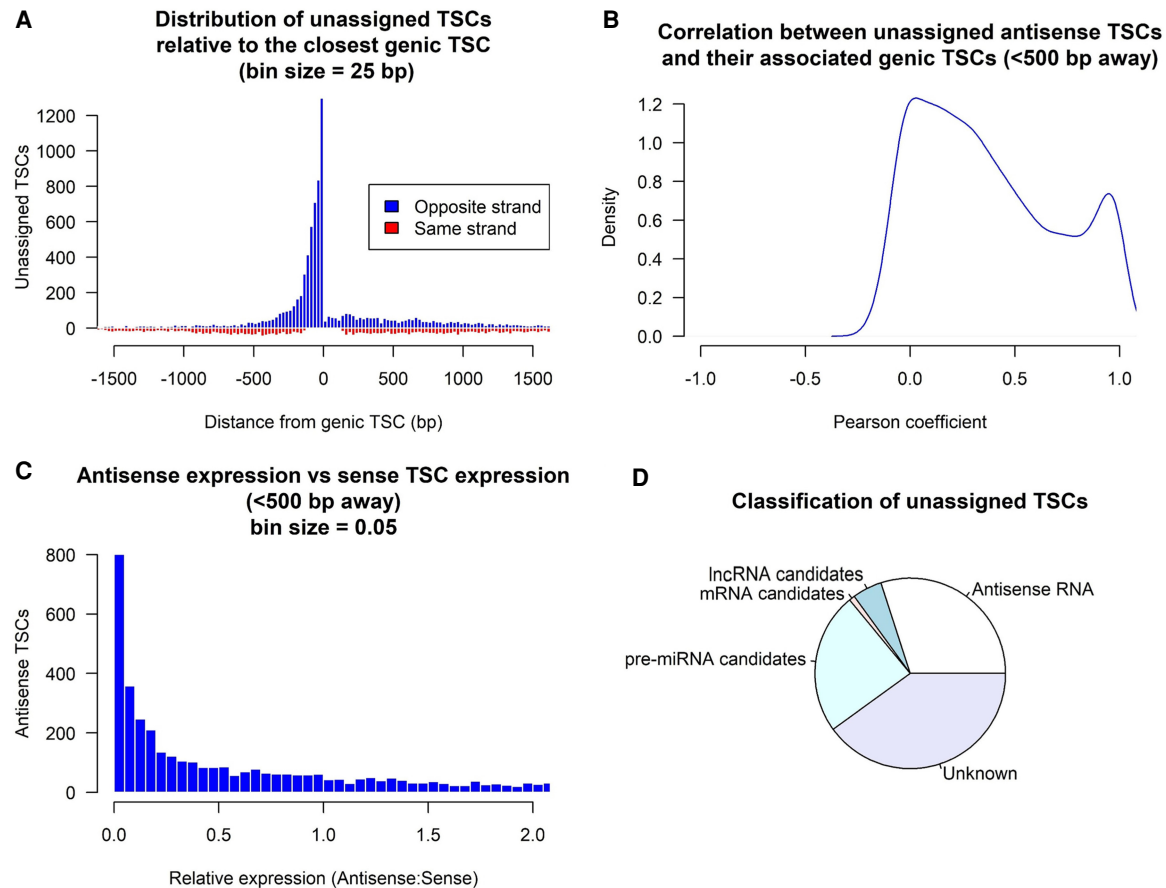 A
Distribution of unassigned TSCs
relative to the closest genic TSC
(bin size = 25 bp)
Unassigned TSCs
1200
1000
800
600
400
200
0
Opposite strand
Same strand
-1500 -1000 -500 0 500 1000 1500
Distance from genic TSC (bp)
B
Correlation between unassigned antisense TSCs
and their associated genic TSCs (<500 bp away)
Density
1.2
1.0
0.8
0.6
0.4
0.2
0.0
-1.0 -0.5 0.0 0.5 1.0
Pearson coefficient
C
Antisense expression vs sense TSC expression
(<500 bp away)
bin size = 0.05
Antisense TSCs
800
600
400
200
0
0.0 0.5 1.0 1.5 2.0
Relative expression (Antisense:Sense)
D
Classification of unassigned TSCs
lncRNA candidates
mRNA candidates
Antisense RNA
pre-miRNA candidates
Unknown